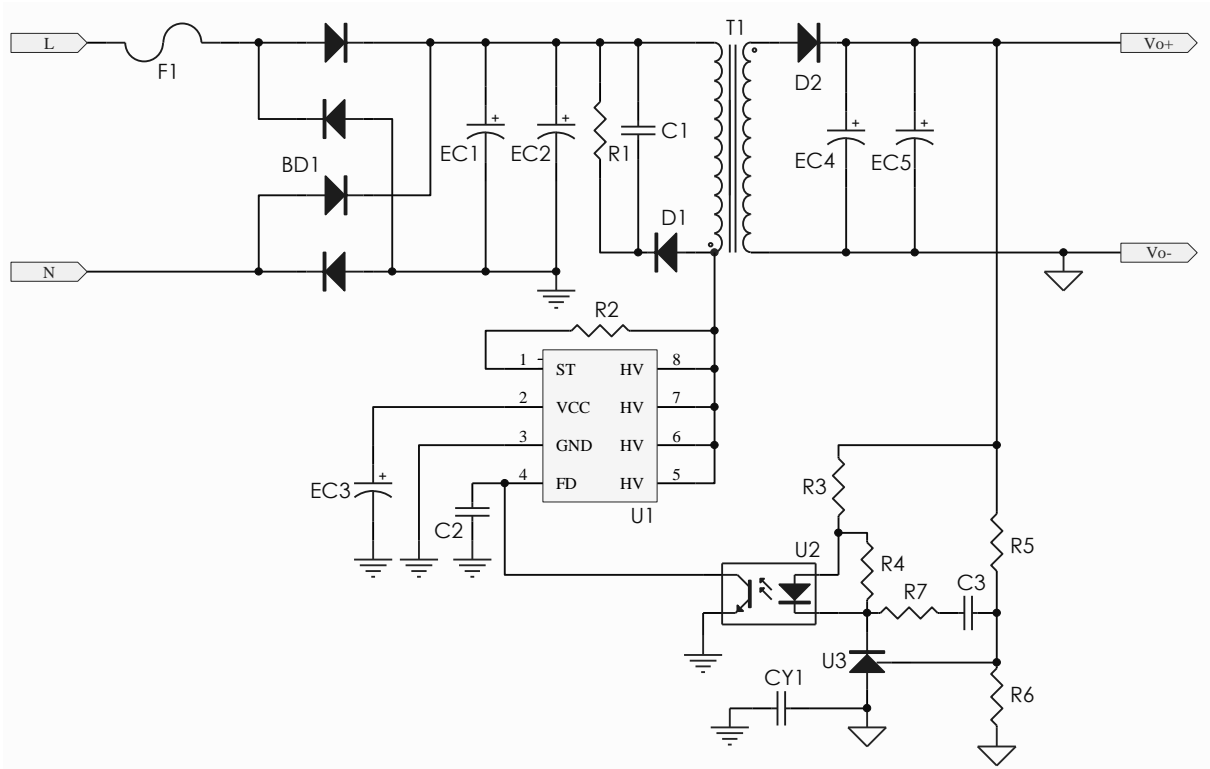 L
F1
T1
Vo+
D2
EC1
+
EC2
+
R1
C1
EC4
+
EC5
+
BD1
D1
N
Vo-
R2
1 ST HV 8
2 VCC HV 7
3 GND HV 6
4 FD HV 5
U1
EC3
+
C2
R3
U2
R4
R5
R7
C3
U3
CY1
R6